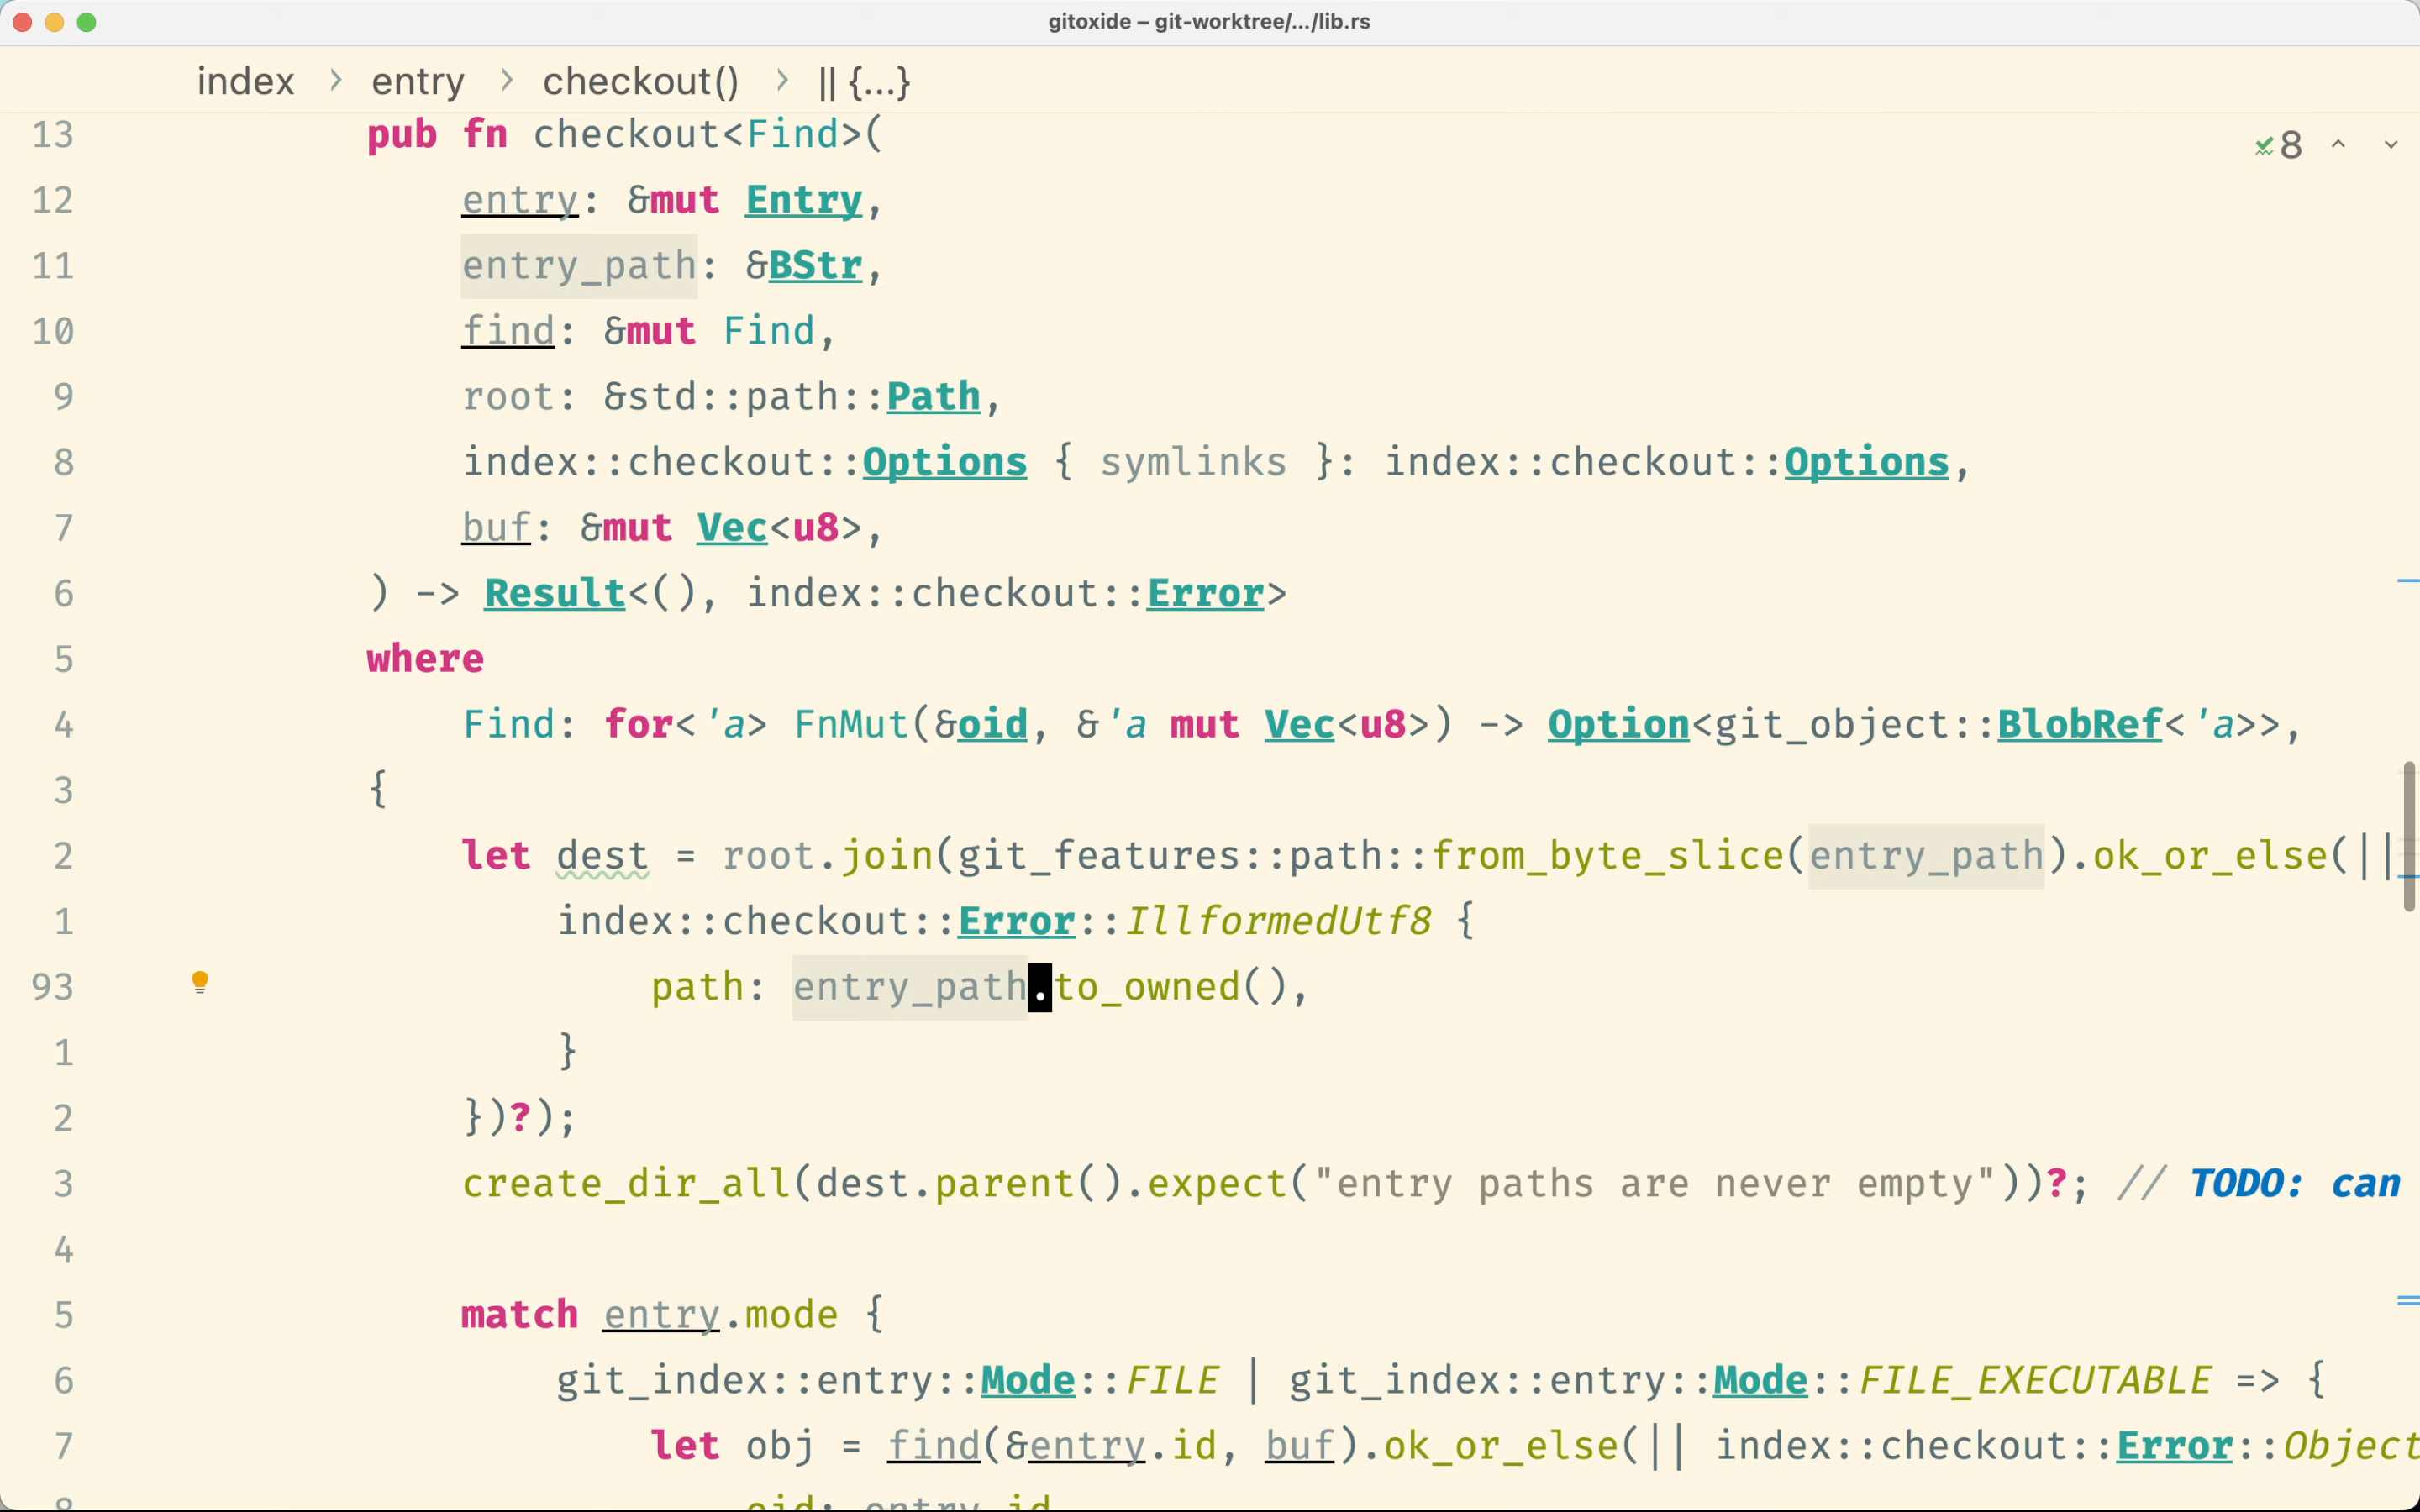 gitoxide – git-worktree/.../lib.rs
index > entry > checkout() > || {...}
13 pub fn checkout<Find>(
8
12 entry: &mut Entry,
11 entry_path: &BStr,
10 find: &mut Find,
9 root: &std::path::Path,
8 index::checkout::Options { symlinks }: index::checkout::Options,
7 buf: &mut Vec<u8>,
6 ) -> Result<(), index::checkout::Error>
5 where
4 Find: for<'a> FnMut(&oid, &'a mut Vec<u8>) -> Option<git_object::BlobRef<'a>>,
3 {
2 let dest = root.join(git_features::path::from_byte_slice(entry_path).ok_or_else(||
1 index::checkout::Error::IllformedUtf8 {
93 path: entry_path.to_owned(),
1 }
2 })?);
3 create_dir_all(dest.parent().expect("entry paths are never empty"))?; // TODO: can
4
5 match entry.mode {
6 git_index::entry::Mode::FILE | git_index::entry::Mode::FILE_EXECUTABLE => {
7 let obj = find(&entry.id, buf).ok_or_else(|| index::checkout::Error::Object
8 oid: entry.id